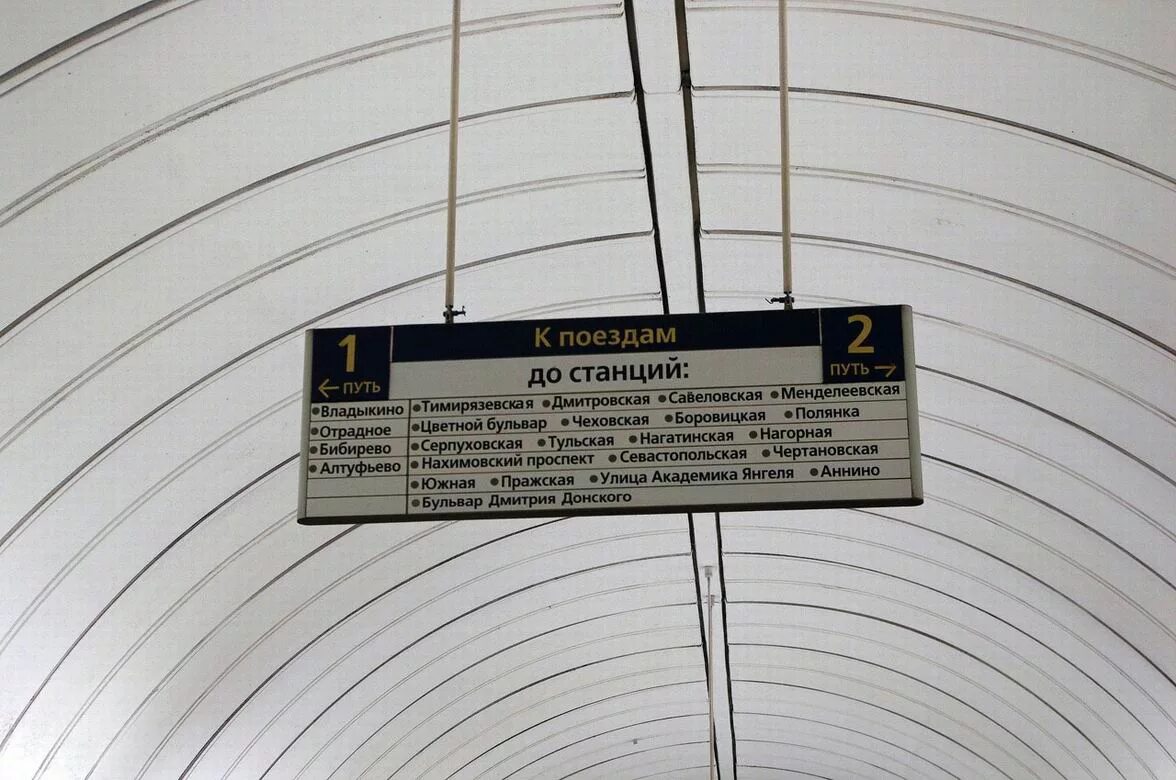 1
← ПУТЬ
К поездам
2
ПУТЬ →
до станций:
•Владыкино
•Отрадное
•Бибирево
•Алтуфьево
•Тимирязевская •Дмитровская •Савёловская •Менделеевская
•Цветной бульвар •Чеховская •Боровицкая •Полянка
•Серпуховская •Тульская •Нагатинская •Нагорная
•Нахимовский проспект •Севастопольская •Чертановская
•Южная •Пражская •Улица Академика Янгеля •Аннино
•Бульвар Дмитрия Донского